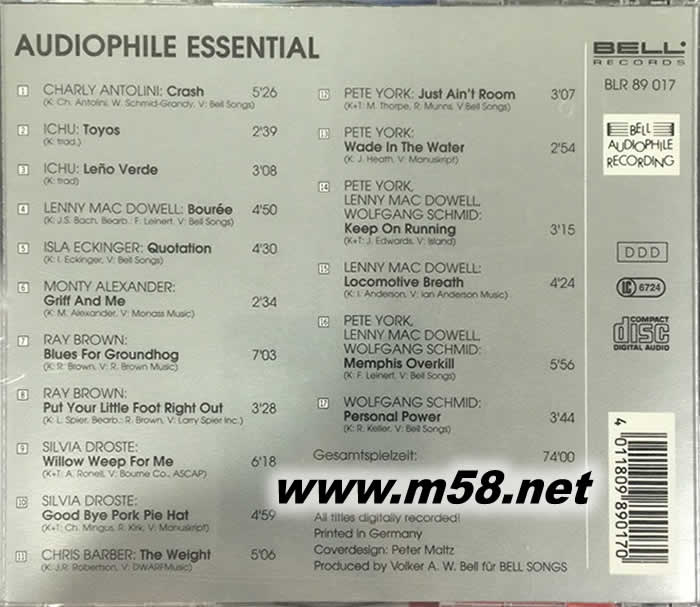 AUDIOPHILE ESSENTIAL
1 CHARLY ANTOLINI: Crash 5'26
(K: Ch. Antolini, W. Schmid-Grandy, V: Bell Songs)
2 ICHU: Toyos 2'39
(K: trad.)
3 ICHU: Leño Verde 3'08
(K: trad)
4 LENNY MAC DOWELL: Bourée 4'50
(K: J.S. Bach, Bearb.: F. Leinert, V: Bell Songs)
5 ISLA ECKINGER: Quotation 4'30
(K: I. Eckinger, V: Bell Songs)
6 MONTY ALEXANDER:
Griff And Me 2'34
(K: M. Alexander, V: Monass Music)
7 RAY BROWN:
Blues For Groundhog 7'03
(K: R. Brown, V: R. Brown Music)
8 RAY BROWN:
Put Your Little Foot Right Out 3'28
(K: L. Spier, Bearb.: R. Brown, V: Larry Spier Inc.)
9 SILVIA DROSTE:
Willow Weep For Me 6'18
(K+T: A. Ronell, V: Bourne Co., ASCAP)
10 SILVIA DROSTE:
Good Bye Pork Pie Hat 4'59
(K+T: Ch. Mingus, R. Kirk, V: Manuskript)
11 CHRIS BARBER: The Weight 5'06
(K: J.R. Robertson, V: DWARFMusic)
12 PETE YORK: Just Ain't Room 3'07
(K+T: M. Thorpe, R. Munns, V: Bell Songs)
13 PETE YORK:
Wade In The Water 2'54
(K: J. Heath, V: Manuskript)
14 PETE YORK,
LENNY MAC DOWELL,
WOLFGANG SCHMID:
Keep On Running 3'15
(K+T: J. Edwards, V: Island)
15 LENNY MAC DOWELL:
Locomotive Breath 4'24
(K: I. Anderson, V: Ian Anderson Music)
16 PETE YORK,
LENNY MAC DOWELL,
WOLFGANG SCHMID:
Memphis Overkill 5'56
(K: F. Leinert, V: Bell Songs)
17 WOLFGANG SCHMID:
Personal Power 3'44
(K: R. Keller, V: Bell Songs)
Gesamtspielzeit: 74'00
www.m58.net
All titles digitally recorded!
Printed in Germany
Coverdesign: Peter Maltz
Produced by Volker A. W. Bell für BELL SONGS
BELL
RECORDS
BLR 89 017
BELL
AUDIOPHILE
RECORDING
DDD
LC 6724
COMPACT
disc
DIGITAL AUDIO
4 011809 890170